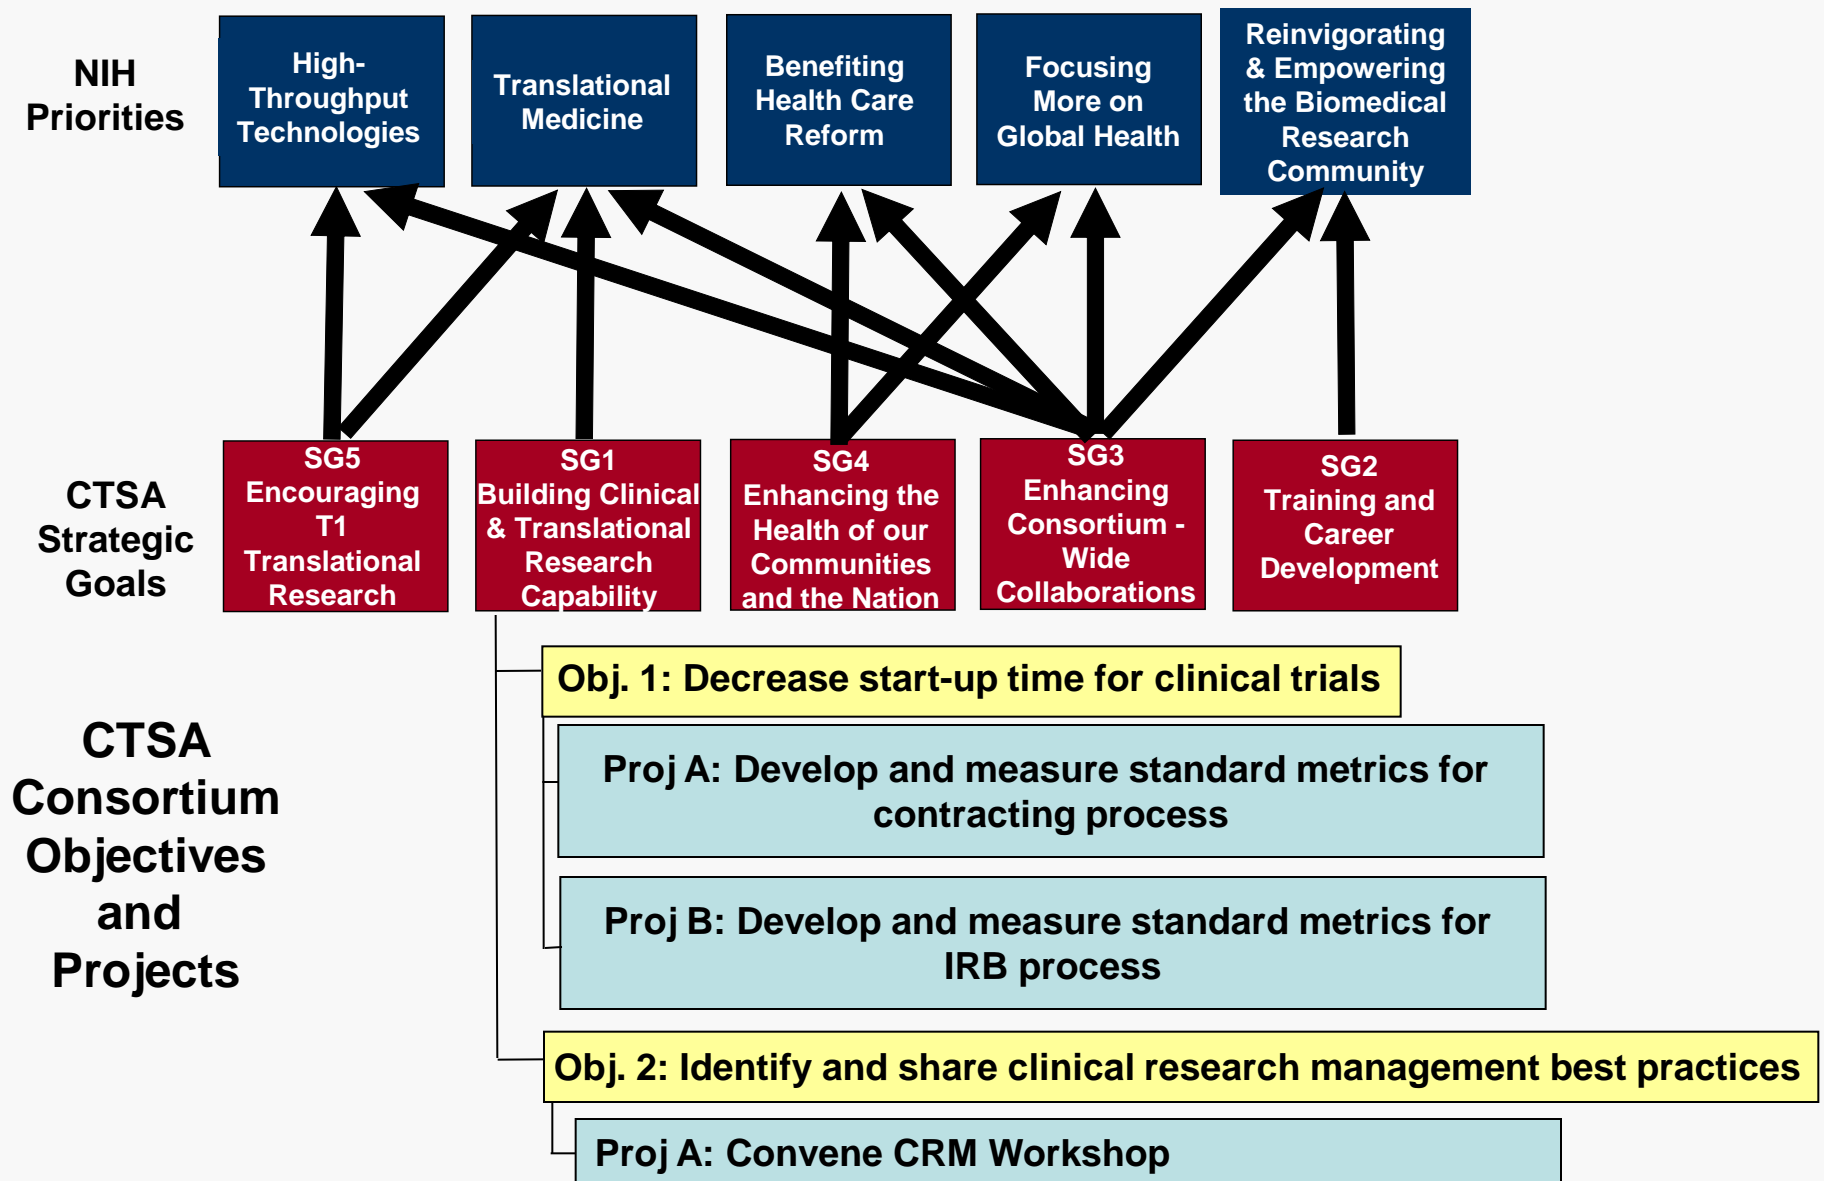 NIH
Priorities
High-
Throughput
Technologies
Translational
Medicine
Benefiting
Health Care
Reform
Focusing
More on
Global Health
Reinvigorating
& Empowering
the Biomedical
Research
Community
CTSA
Strategic
Goals
SG5
Encouraging
T1
Translational
Research
SG1
Building Clinical
& Translational
Research
Capability
SG4
Enhancing the
Health of our
Communities
and the Nation
SG3
Enhancing
Consortium -
Wide
Collaborations
SG2
Training and
Career
Development
CTSA
Consortium
Objectives
and
Projects
Obj. 1: Decrease start-up time for clinical trials
Proj A: Develop and measure standard metrics for
contracting process
Proj B: Develop and measure standard metrics for
IRB process
Obj. 2: Identify and share clinical research management best practices
Proj A: Convene CRM Workshop